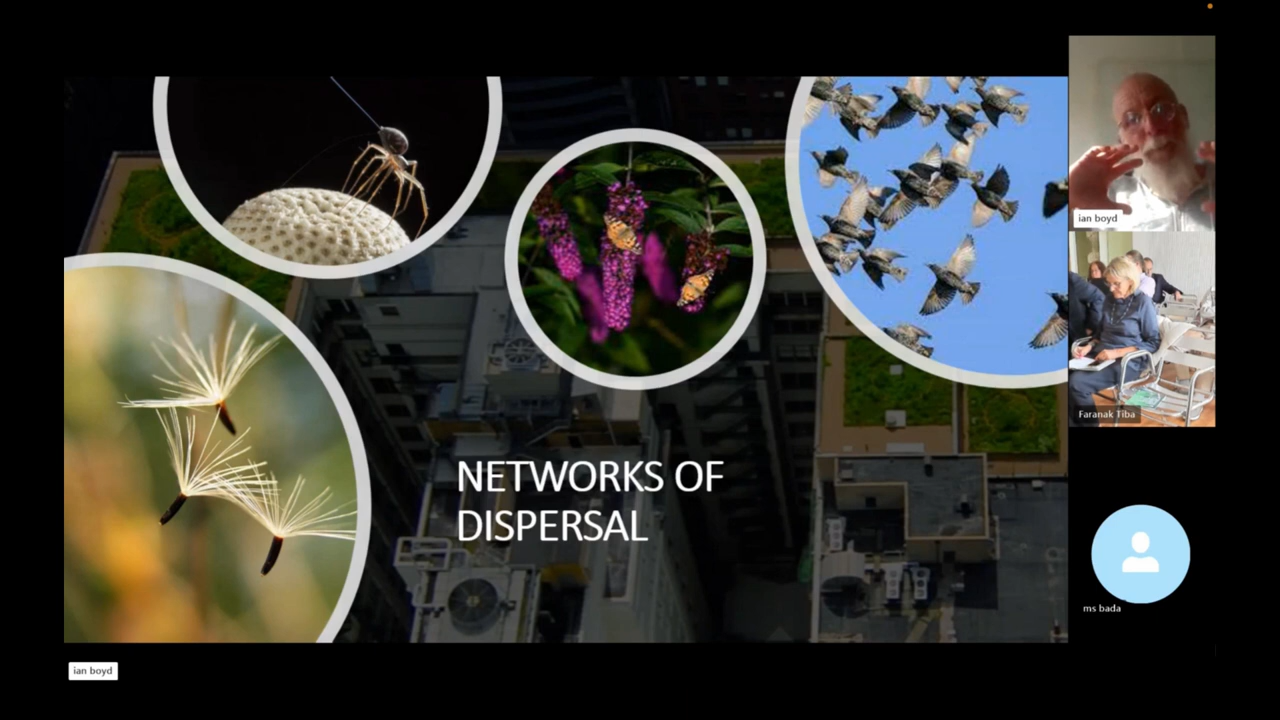 NETWORKS OF
DISPERSAL
ian boyd
Faranak Tiba
ms bada
ian boyd